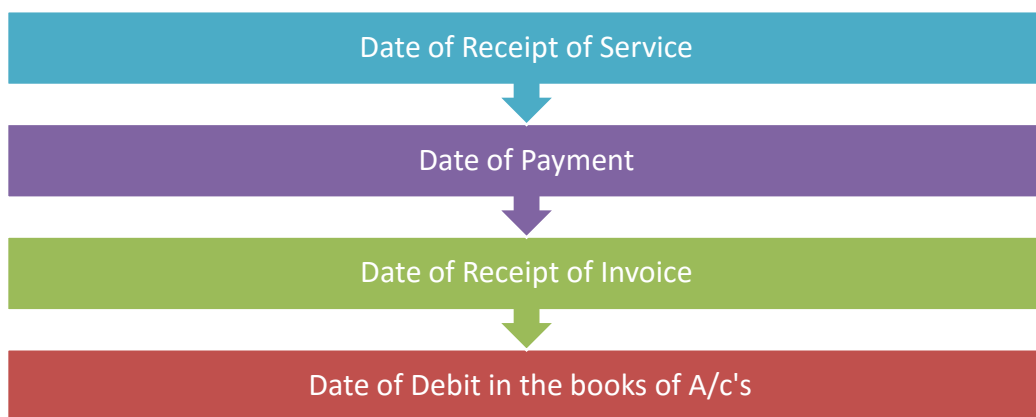 Date of Receipt of Service
Date of Payment
Date of Receipt of Invoice
Date of Debit in the books of A/c's